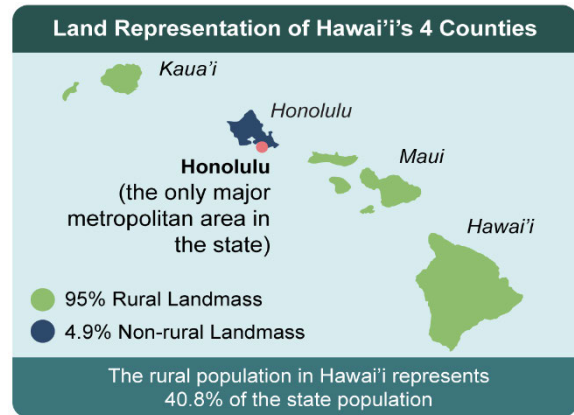 Land Representation of Hawai’i’s 4 Counties
Kaua’i
Honolulu
Honolulu
(the only major
metropolitan area in
the state)
Maui
Hawai’i
95% Rural Landmass
4.9% Non-rural Landmass
The rural population in Hawai’i represents
40.8% of the state population